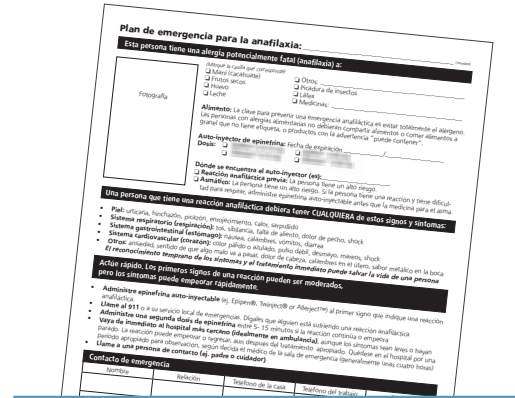 Plan de emergencia para la anafilaxia:
Esta persona tiene una alergia potencialmente fatal (anafilaxia) a:
Fotografía
(Marque la casilla que corresponde)
Maní (cacahuate)
Frutos secos
Huevo
Leche
Otros:
Picadura de insectos
Látex
Medicinas:
Alimento: La clave para prevenir una emergencia anafiláctica es evitar totalmente el alérgeno.
Las personas con alergias alimentarias no debieran compartir alimentos o comer alimentos a
granel que no tiene etiqueta, o productos con la advertencia "puede contener".
Auto-inyector de epinefrina: Fecha de expiración / 
Dosis:
Dónde se encuentra el auto-inyector (es):
Reacción anafiláctica previa: La persona tiene un alto riesgo.
Asmático: La persona tiene un alto riesgo. Si la persona tiene una reacción y tiene dificul-
tad para respirar, administre epinefrina auto-inyectable antes que la medicina para el asma.
Una persona que tiene una reacción anafiláctica debiera tener CUALQUIERA de estos signos y síntomas:
• Piel: urticaria, hinchazón, picazón, enrojecimiento, calor, sarpullido
• Sistema respiratorio (respiración): tos, sibilancia, falta de aliento, dolor de pecho, shock
• Sistema gastrointestinal (estómago): náusea, calambres, vómitos, diarrea
• Sistema cardiovascular (corazón): color pálido o azulado, pulso débil, desmayo, mareos, shock
• Otros: ansiedad, sentido de que algo malo va a pasar, dolor de cabeza, calambres en el útero, sabor metálico en la boca
El reconocimiento temprano de los síntomas y el tratamiento inmediato puede salvar la vida de una persona
Actúe rápido. Los primeros signos de una reacción pueden ser moderados,
pero los síntomas puede empeorar rápidamente.
• Administre epinefrina auto-inyectable (ej. Epipen®, Twinject® or Allerject™) al primer signo que indique una reacción
anafiláctica.
• Llame al 911 o a su servicio local de emergencias. Dígales que alguien está sufriendo una reacción anafiláctica
• Administre una segunda dosis de epinefrina entre 5- 15 minutos si la reacción continúa o empeora
• Vaya de inmediato al hospital más cercano (idealmente en ambulancia), aunque los síntomas sean leves o hayan
parado. La reacción puede empeorar o regresar, aus después del tratamiento apropiado. Quédese en el hospital por una
período apropiado para observación, según decida el médico de la sala de emergencia (generalmente unas cuatro horas)
• Llame a una persona de contacto (ej. padre o cuidador)
Contacto de emergencia
Nombre
Relación
Teléfono de la casa
Teléfono del trabajo